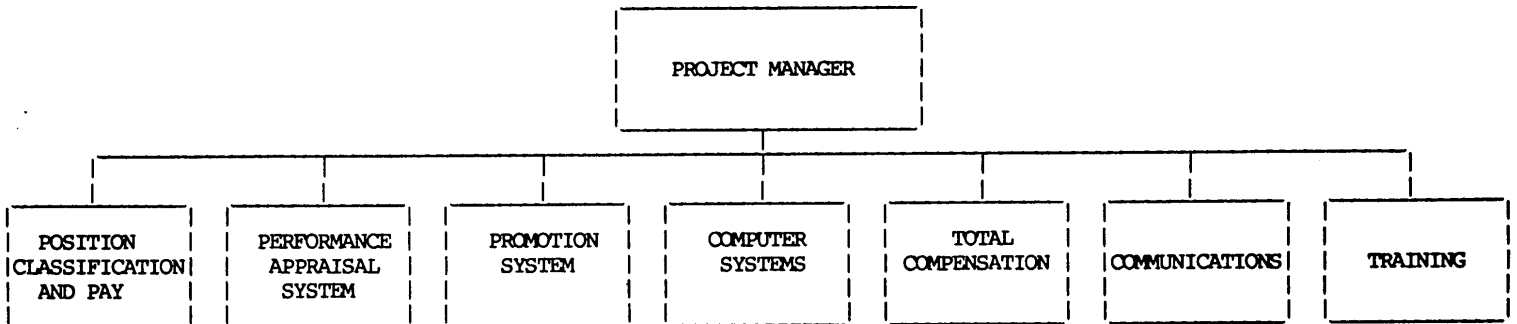 PROJECT MANAGER
POSITION
CLASSIFICATION
AND PAY
PERFORMANCE
APPRAISAL
SYSTEM
PROMOTION
SYSTEM
COMPUTER
SYSTEMS
TOTAL
COMPENSATION
COMMUNICATIONS
TRAINING